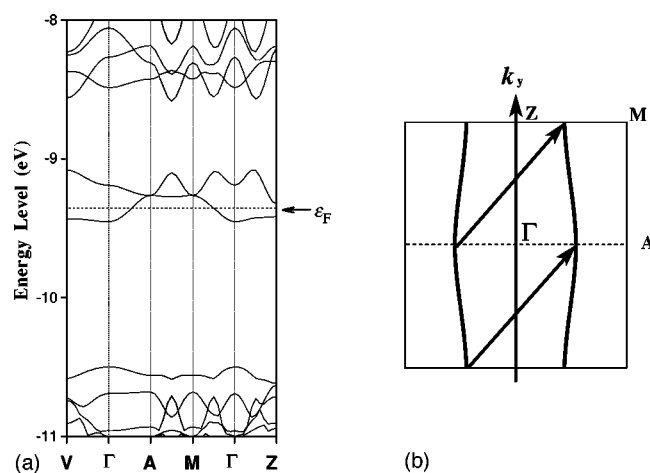 -8
-9
-10
-11
Energy Level (eV)
εF
V Γ A M Γ Z
(a)
ky
Z
M
Γ
A
(b)